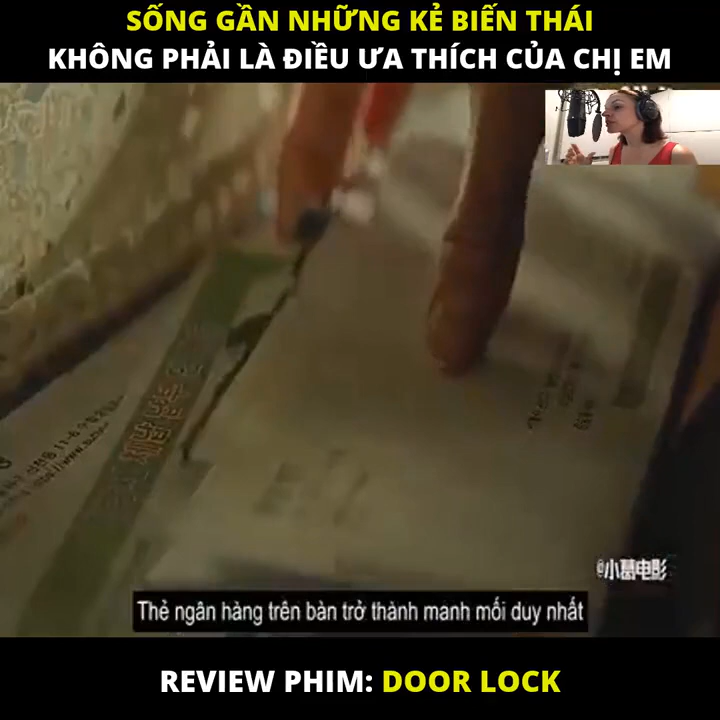 SỐNG GẦN NHỮNG KẺ BIẾN THÁI
KHÔNG PHẢI LÀ ĐIỀU ƯA THÍCH CỦA CHỊ EM
@小葛电影
Thẻ ngân hàng trên bàn trở thành manh mối duy nhất
REVIEW PHIM: DOOR LOCK